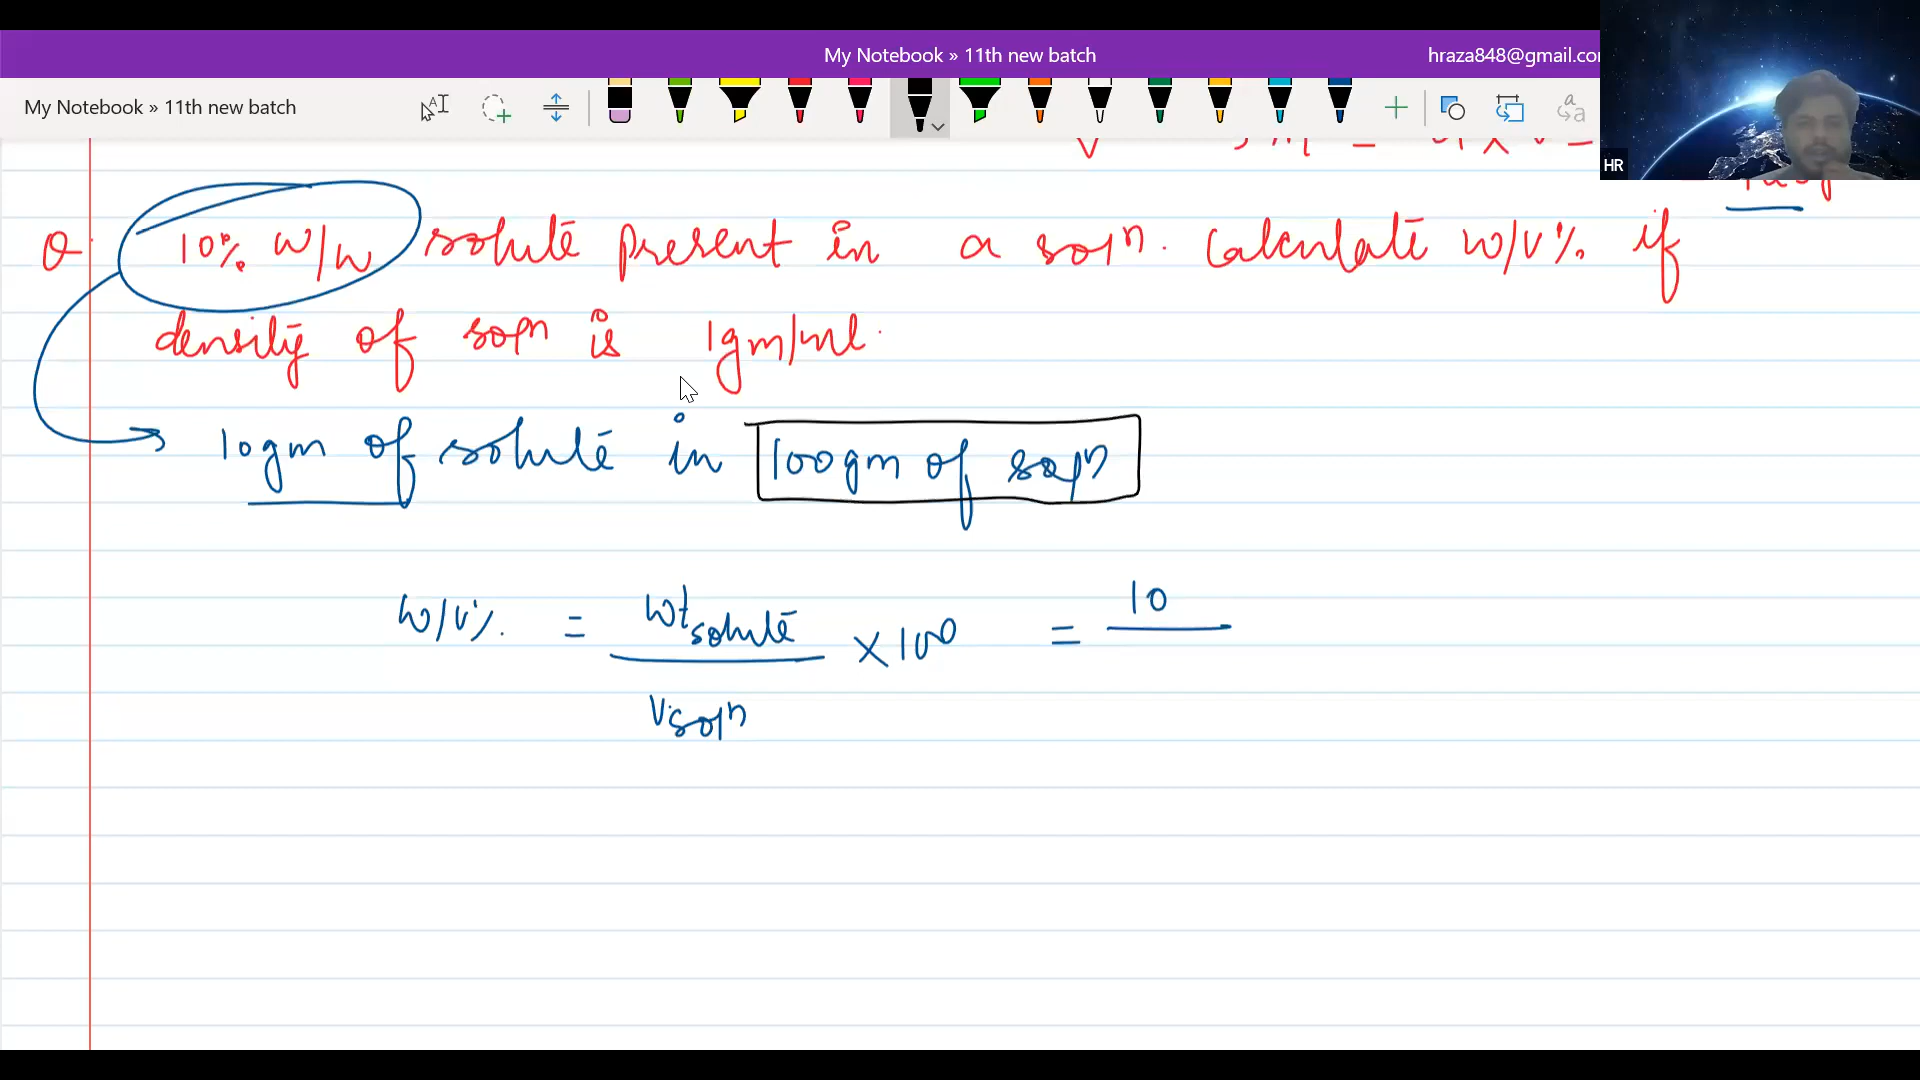 My Notebook » 11th new batch
hraza848@gmail.co
My Notebook » 11th new batch
HR
Q. 10% w/w solute present in a solⁿ. Calculate w/v% if
density of solⁿ is 1gm/ml.
10gm of solute in 100gm of solⁿ
w/v% = wt solute / V solⁿ × 100 = 10